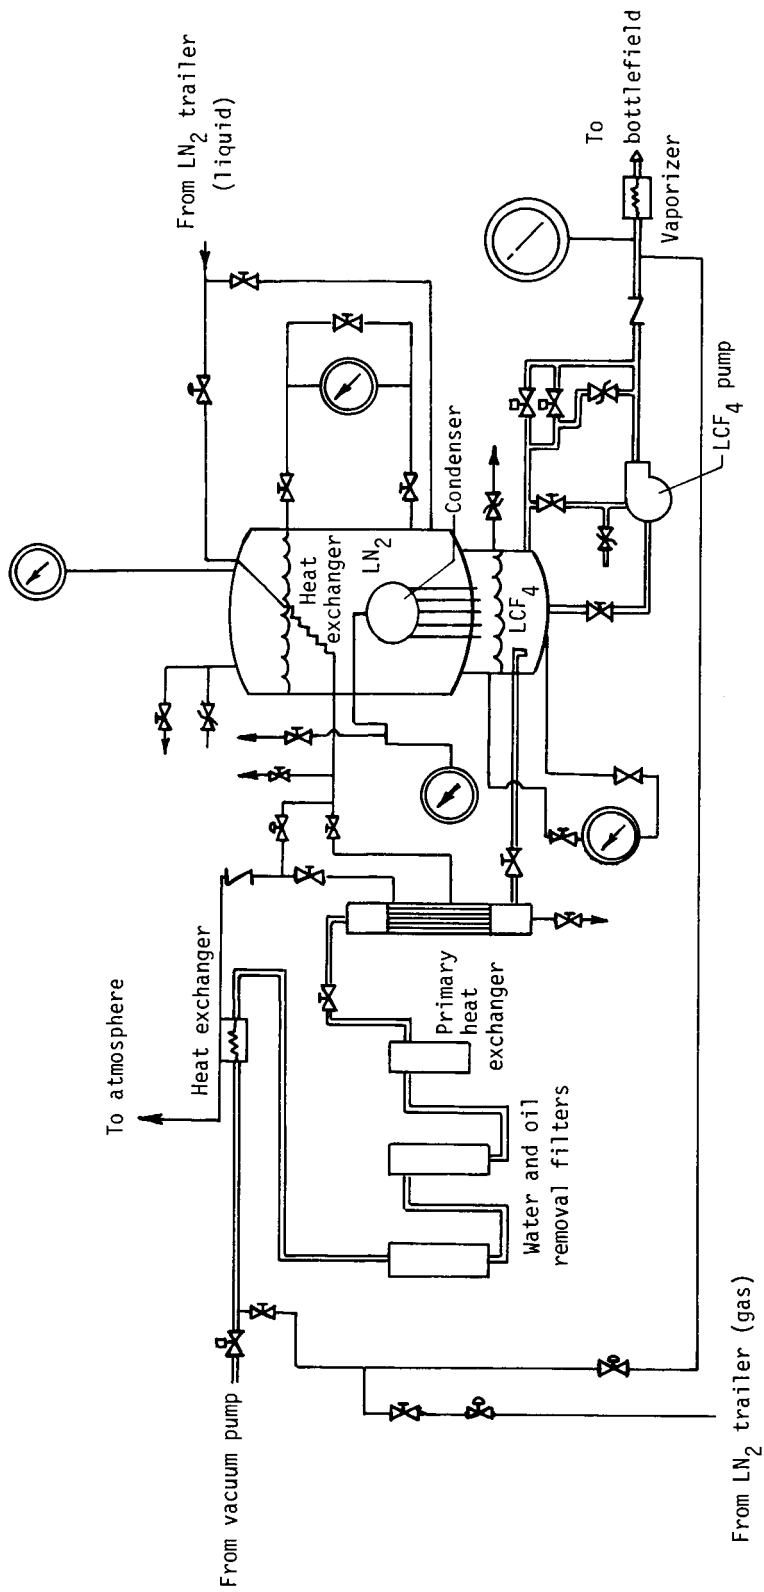 From LN2 trailer
(liquid)
To
bottlefield
Vaporizer
LCF4 pump
Condenser
LN2
Heat
exchanger
LCF4
To atmosphere
Heat exchanger
Primary
heat
exchanger
Water and oil
removal filters
From vacuum pump
From LN2 trailer (gas)